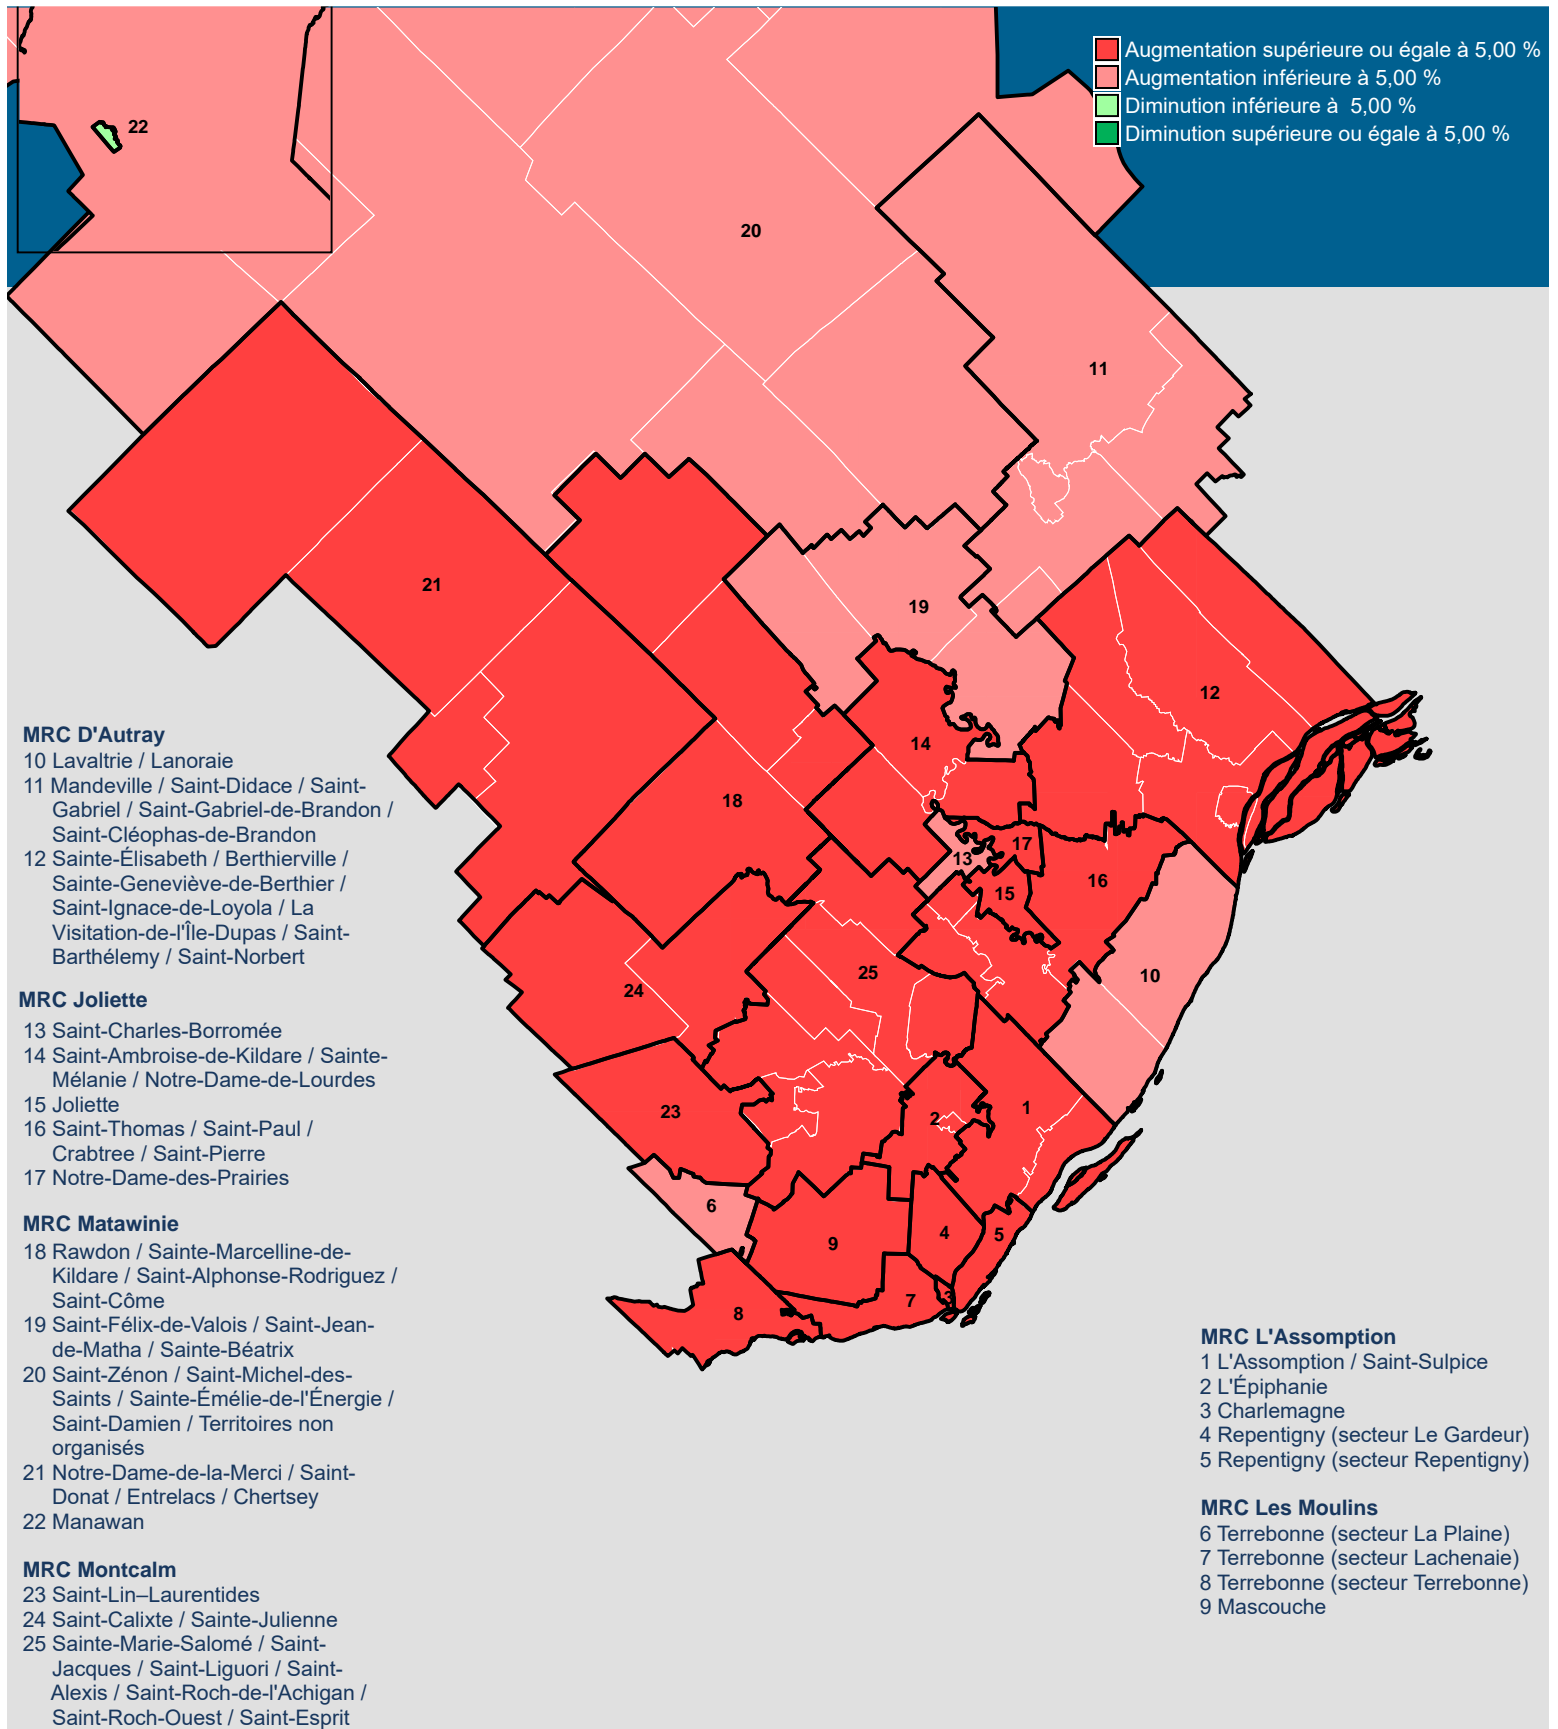 Augmentation supérieure ou égale à 5,00 %
Augmentation inférieure à 5,00 %
Diminution inférieure à  5,00 %
Diminution supérieure ou égale à 5,00 %
22
20
11
21
19
12
14
18
17
13
16
15
25
10
24
23
2
1
6
4
5
9
7
3
8
MRC D'Autray
10 Lavaltrie / Lanoraie
11 Mandeville / Saint-Didace / Saint-
Gabriel / Saint-Gabriel-de-Brandon /
Saint-Cléophas-de-Brandon
12 Sainte-Élisabeth / Berthierville /
Sainte-Geneviève-de-Berthier /
Saint-Ignace-de-Loyola / La
Visitation-de-l'Île-Dupas / Saint-
Barthélemy / Saint-Norbert
MRC Joliette
13 Saint-Charles-Borromée
14 Saint-Ambroise-de-Kildare / Sainte-
Mélanie / Notre-Dame-de-Lourdes
15 Joliette
16 Saint-Thomas / Saint-Paul /
Crabtree / Saint-Pierre
17 Notre-Dame-des-Prairies
MRC Matawinie
18 Rawdon / Sainte-Marcelline-de-
Kildare / Saint-Alphonse-Rodriguez /
Saint-Côme
19 Saint-Félix-de-Valois / Saint-Jean-
de-Matha / Sainte-Béatrix
20 Saint-Zénon / Saint-Michel-des-
Saints / Sainte-Émélie-de-l'Énergie /
Saint-Damien / Territoires non
organisés
21 Notre-Dame-de-la-Merci / Saint-
Donat / Entrelacs / Chertsey
22 Manawan
MRC Montcalm
23 Saint-Lin–Laurentides
24 Saint-Calixte / Sainte-Julienne
25 Sainte-Marie-Salomé / Saint-
Jacques / Saint-Liguori / Saint-
Alexis / Saint-Roch-de-l'Achigan /
Saint-Roch-Ouest / Saint-Esprit
MRC L'Assomption
1 L'Assomption / Saint-Sulpice
2 L'Épiphanie
3 Charlemagne
4 Repentigny (secteur Le Gardeur)
5 Repentigny (secteur Repentigny)
MRC Les Moulins
6 Terrebonne (secteur La Plaine)
7 Terrebonne (secteur Lachenaie)
8 Terrebonne (secteur Terrebonne)
9 Mascouche